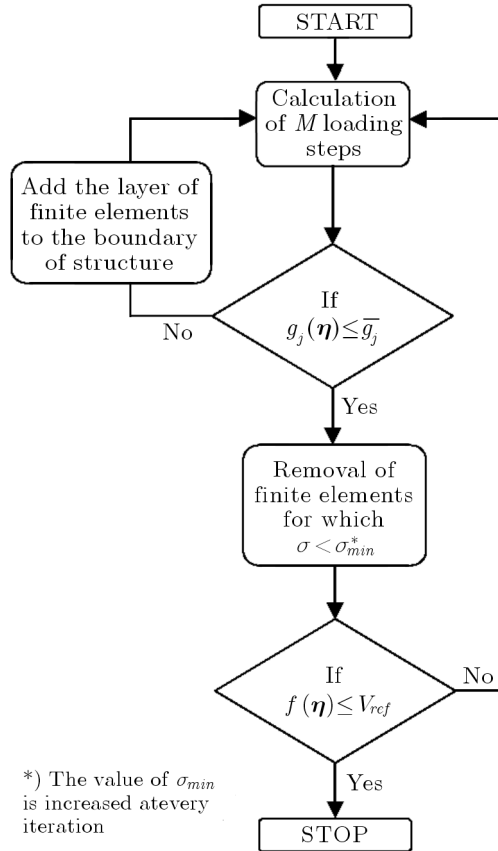 START
Calculation
of M loading
steps
Add the layer of
finite elements
to the boundary
of structure
If
g_j(η)≤g̅_j
No
Yes
Removal of
finite elements
for which
σ < σ*_min
If
f (η)≤ V_ref
No
Yes
*) The value of σ_min
is increased atevery
iteration
STOP